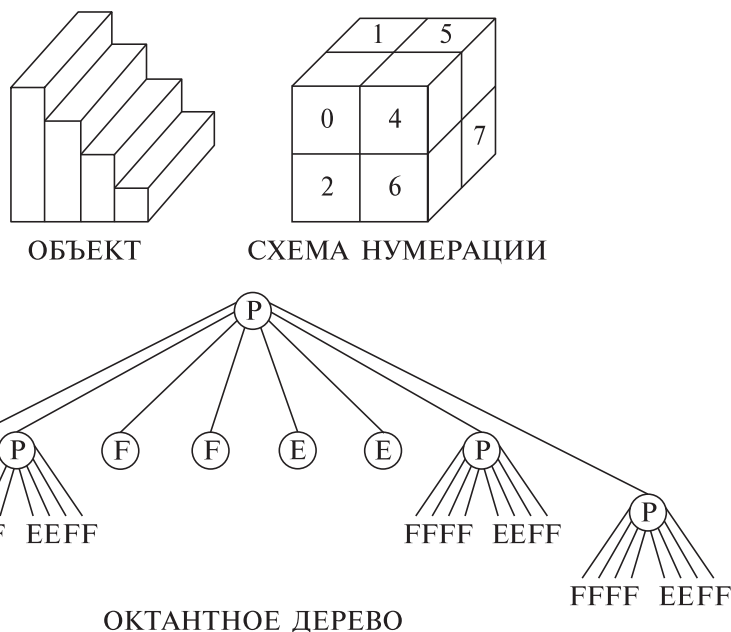 1 5
0 4
7
2 6
ОБЪЕКТ СХЕМА НУМЕРАЦИИ
P
P F F E E P
F EEFF FFFF EEFF
P
FFFF EEFF
ОКТАНТНОЕ ДЕРЕВО